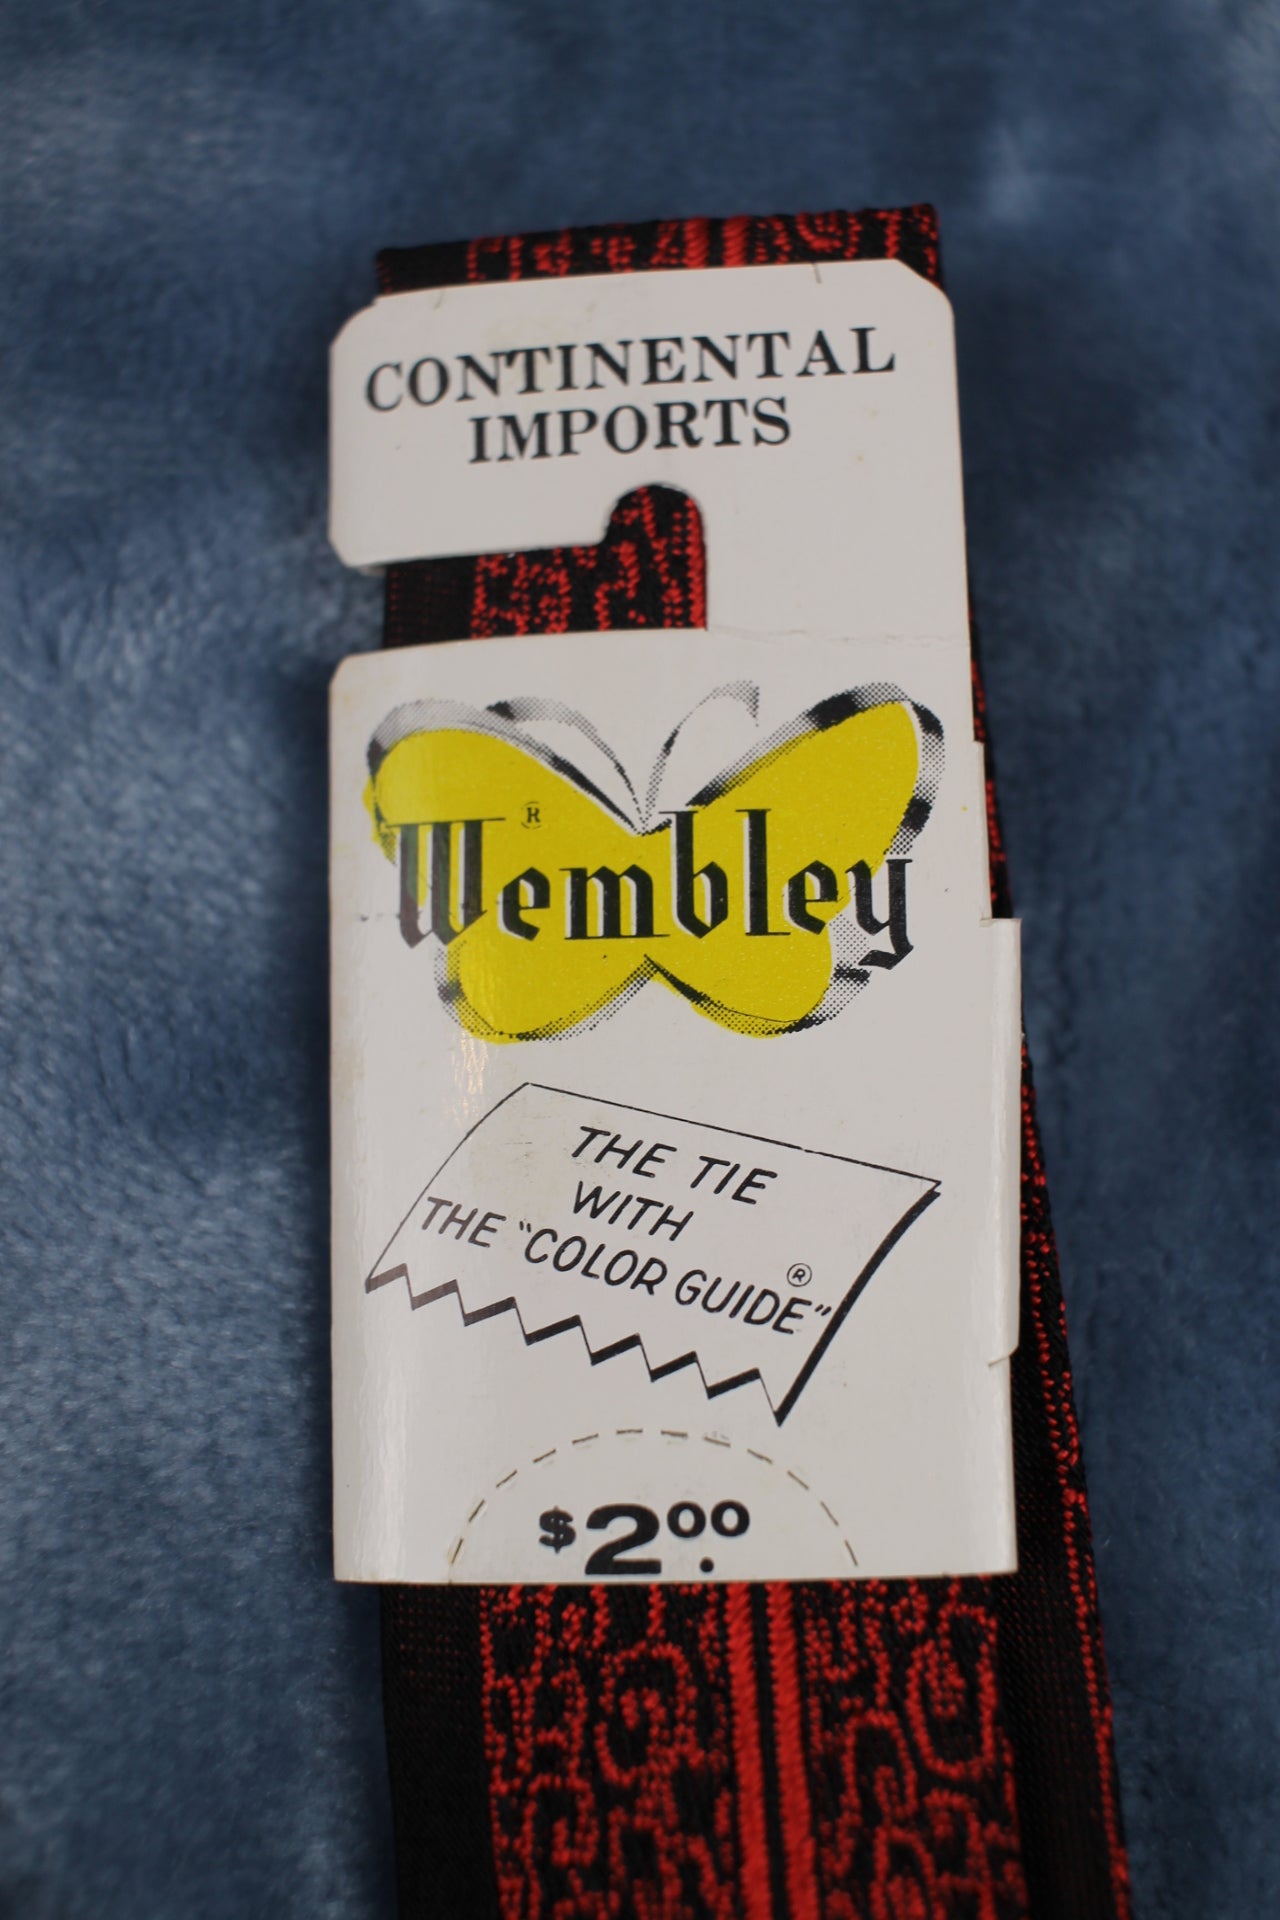 CONTINENTAL
IMPORTS
Wembley ®
THE TIE
WITH
THE "COLOR GUIDE"®
$2.00